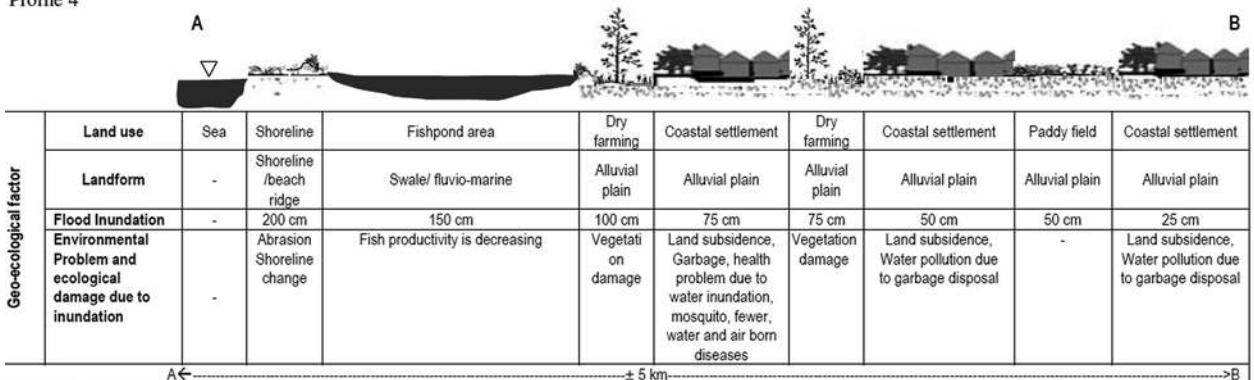 Profile 4
A B
Geo-ecological factor
Land use Sea Shoreline Fishpond area Dry farming Coastal settlement Dry farming Coastal settlement Paddy field Coastal settlement
Landform - Shoreline /beach ridge Swale/ fluvio-marine Alluvial plain Alluvial plain Alluvial plain Alluvial plain Alluvial plain Alluvial plain
Flood Inundation - 200 cm 150 cm 100 cm 75 cm 75 cm 50 cm 50 cm 25 cm
Environmental Problem and ecological damage due to inundation - Abrasion Shoreline change Fish productivity is decreasing Vegetati on damage Land subsidence, Garbage, health problem due to water inundation, mosquito, fewer, water and air born diseases Vegetation damage Land subsidence, Water pollution due to garbage disposal - Land subsidence, Water pollution due to garbage disposal
A ± 5 km B